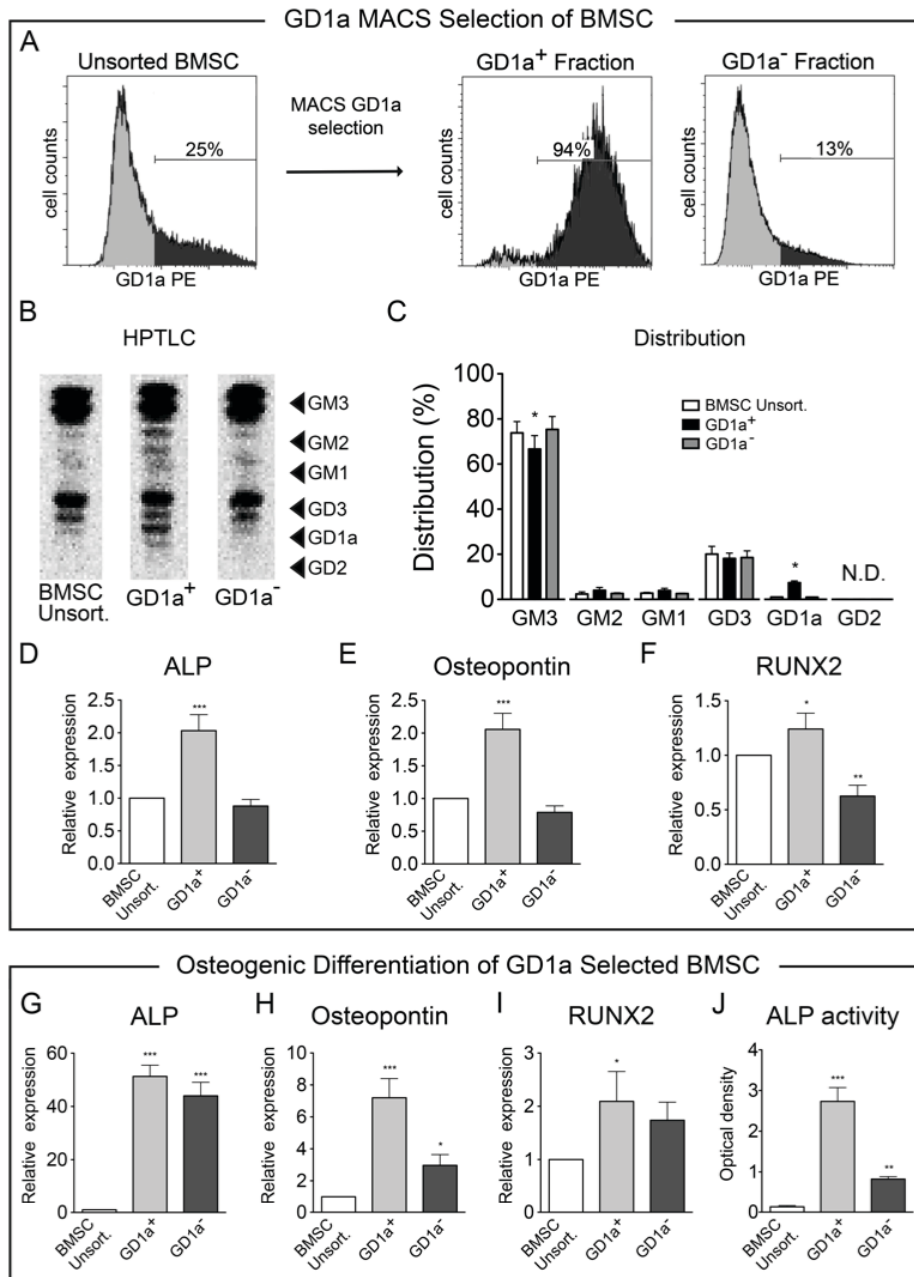 GD1a MACS Selection of BMSC
A
Unsorted BMSC
cell counts
25%
GD1a PE
MACS GD1a
selection
GD1a+ Fraction
cell counts
94%
GD1a PE
GD1a- Fraction
cell counts
13%
GD1a PE
B
HPTLC
GM3
GM2
GM1
GD3
GD1a
GD2
BMSC
Unsort.
GD1a+
GD1a-
C
Distribution
Distribution (%)
100
80
60
40
20
0
BMSC Unsort.
GD1a+
GD1a-
*
*
N.D.
GM3 GM2 GM1 GD3 GD1a GD2
D
ALP
Relative expression
2.5
2.0
1.5
1.0
0.5
0.0
***
BMSC
Unsort.
GD1a+
GD1a-
E
Osteopontin
Relative expression
2.5
2.0
1.5
1.0
0.5
0.0
***
BMSC
Unsort.
GD1a+
GD1a-
F
RUNX2
Relative expression
1.5
1.0
0.5
0.0
*
**
BMSC
Unsort.
GD1a+
GD1a-
Osteogenic Differentiation of GD1a Selected BMSC
G
ALP
Relative expression
60
40
20
0
***
***
BMSC
Unsort.
GD1a+
GD1a-
H
Osteopontin
Relative expression
10
8
6
4
2
0
***
*
BMSC
Unsort.
GD1a+
GD1a-
I
RUNX2
Relative expression
3
2
1
0
*
BMSC
Unsort.
GD1a+
GD1a-
J
ALP activity
Optical density
4
3
2
1
0
***
**
BMSC
Unsort.
GD1a+
GD1a-